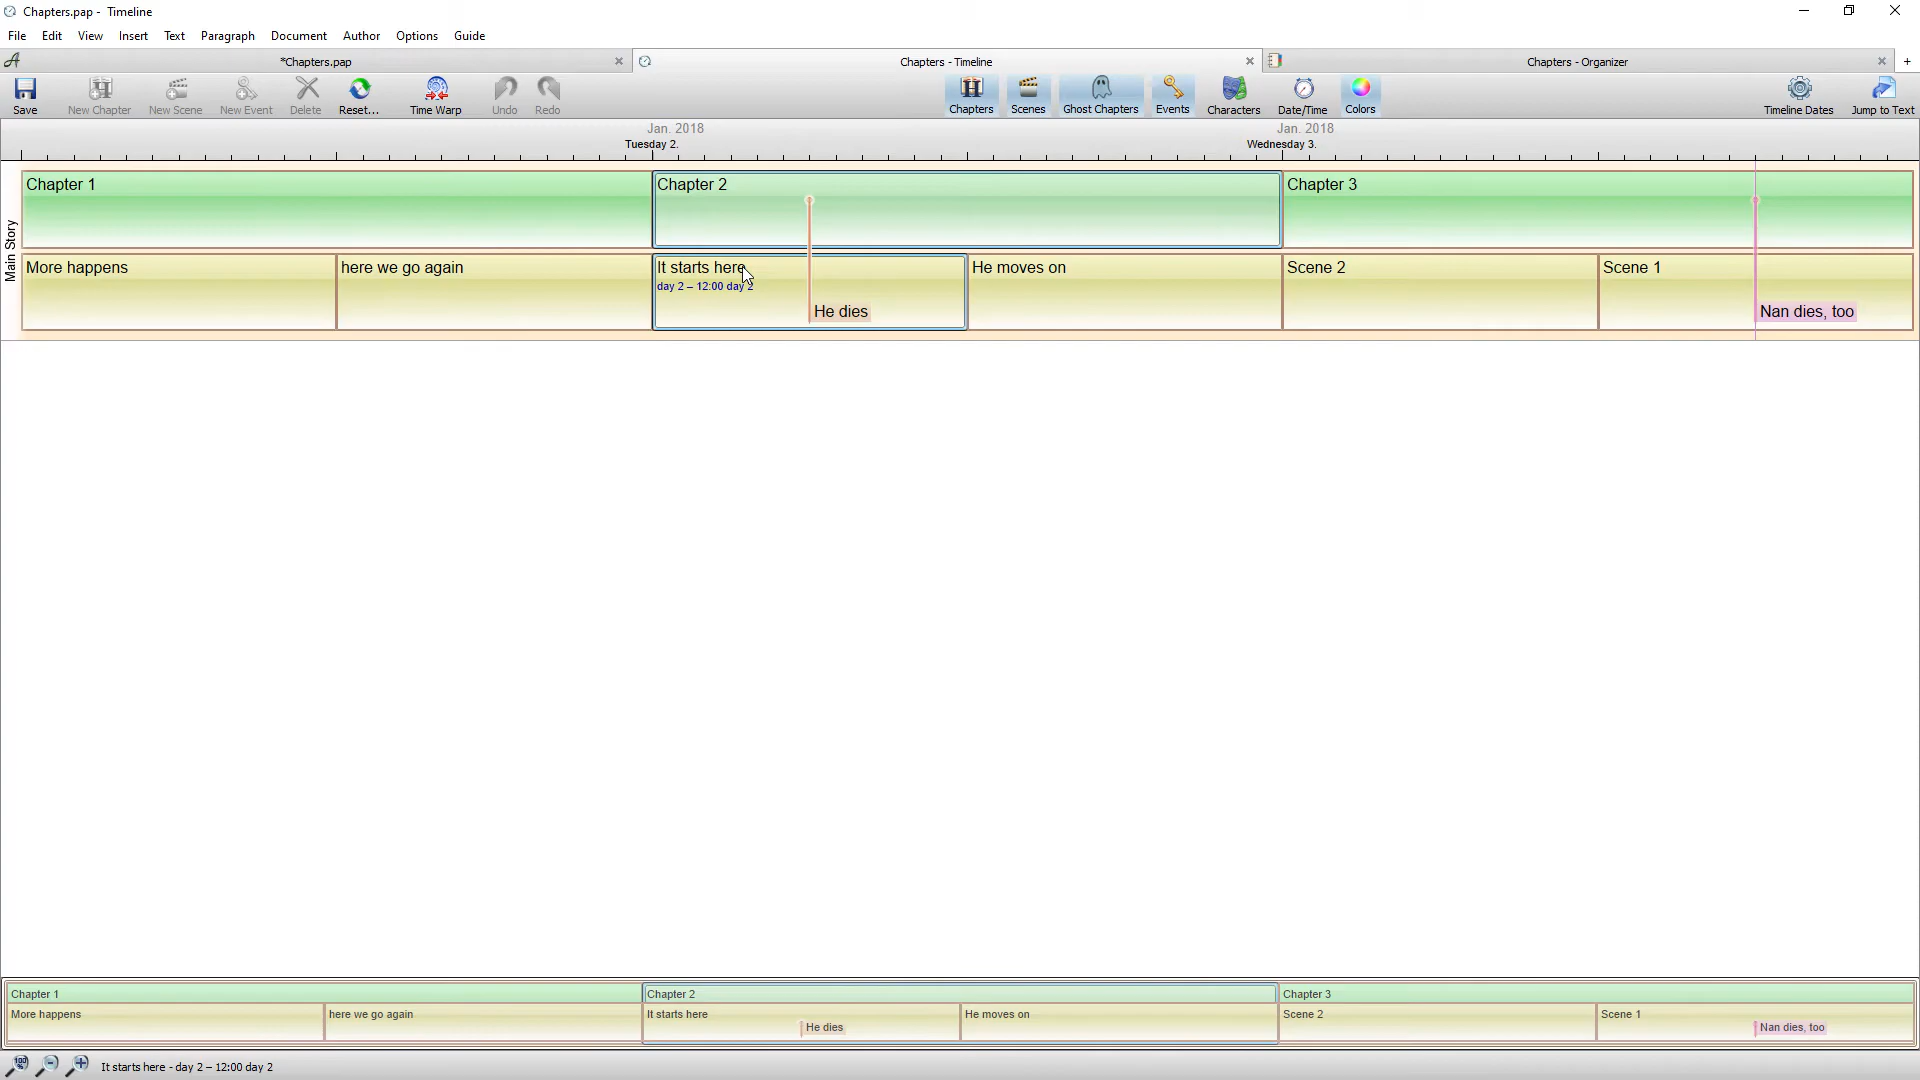 Chapters.pap - Timeline
File Edit View Insert Text Paragraph Document Author Options Guide
*Chapters.pap
Chapters - Timeline
Chapters - Organizer
Save New Chapter New Scene New Event Delete Reset... Time Warp Undo Redo Chapters Scenes Ghost Chapters Events Characters Date/Time Colors Timeline Dates Jump to Text
Jan. 2018 Jan. 2018
Tuesday 2. Wednesday 3.
Main Story
Chapter 1 Chapter 2 Chapter 3
More happens here we go again It starts here He moves on Scene 2 Scene 1
day 2 – 12:00 day 2
He dies Nan dies, too
Chapter 1 Chapter 2 Chapter 3
More happens here we go again It starts here He moves on Scene 2 Scene 1
He dies Nan dies, too
100 %
It starts here - day 2 – 12:00 day 2